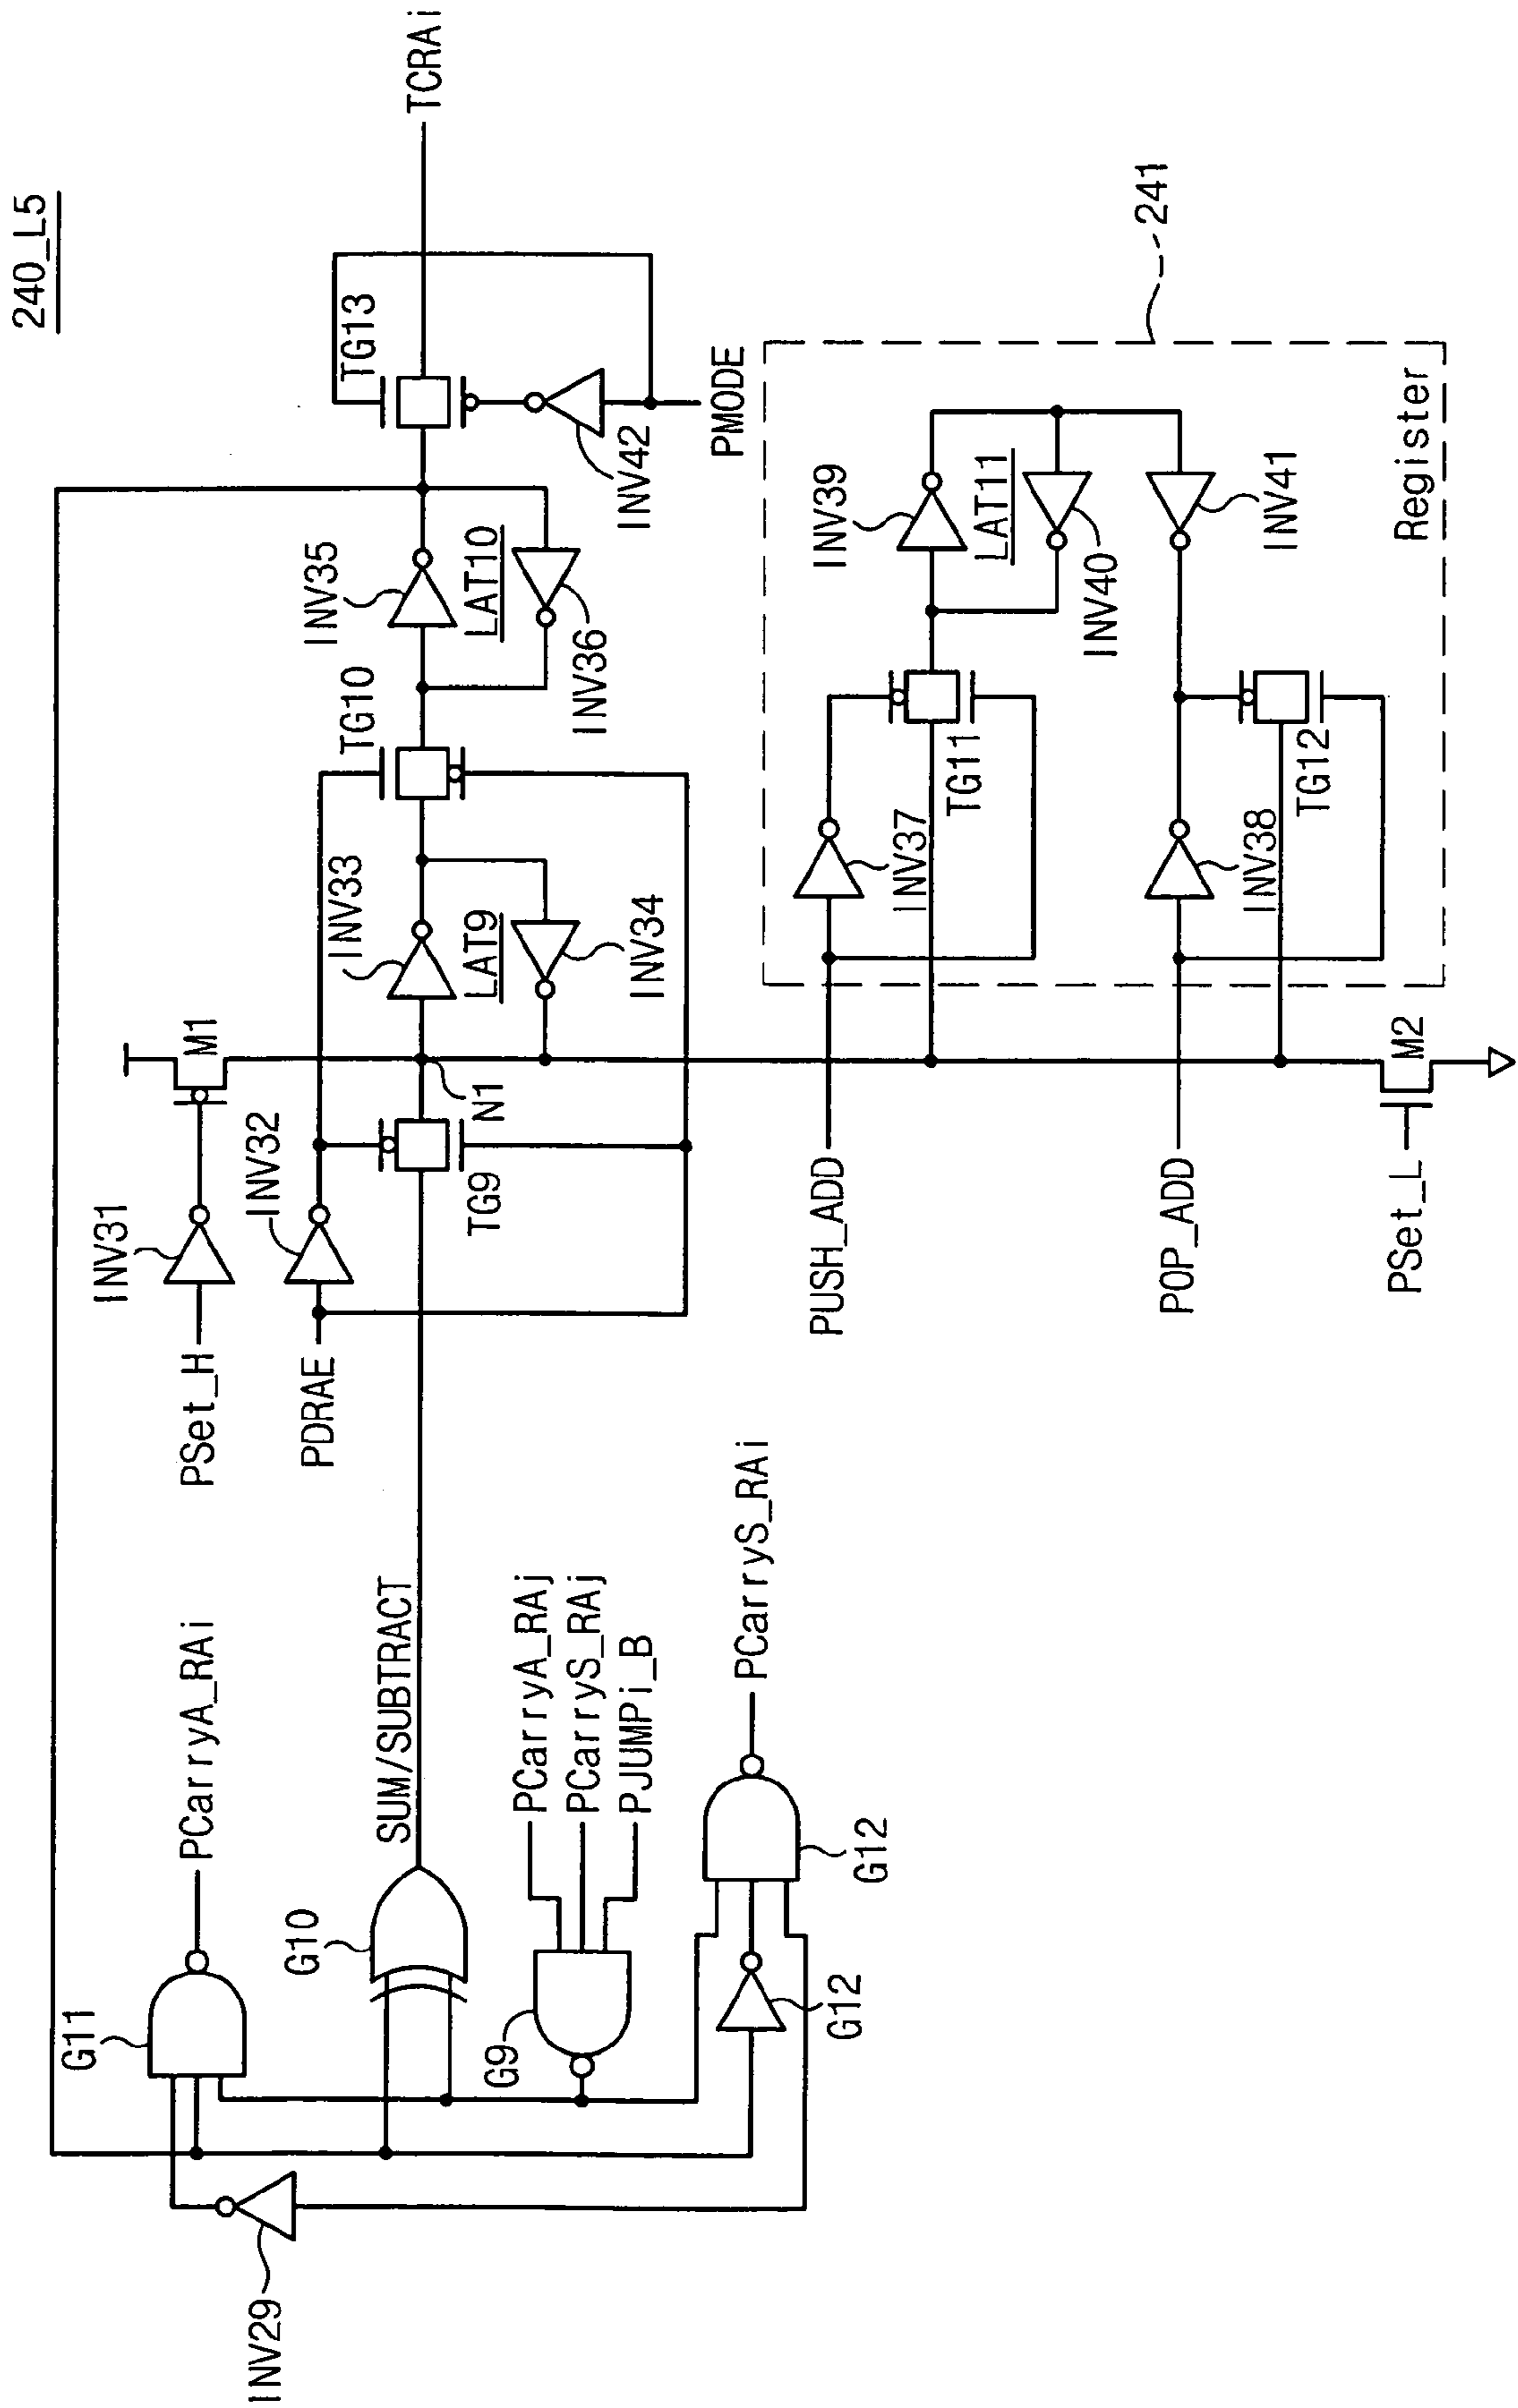 240_L5
TCRAi
TG13
PMODE
INV42
INV35
LAT10
INV36
TG10
INV33
LAT9
INV34
M1
N1
TG9
INV32
INV31
PSet_H
PDRAE
241
Register
INV39
LAT11
INV40
INV41
TG11
TG12
INV37
INV38
M2
PUSH_ADD
POP_ADD
PSet_L
SUM/SUBTRACT
PCarryA_RAi
PCarryA_RAj
PCarryS_RAj
PJUMPi_B
PCarryS_RAi
G11
G10
G9
G12
G12
INV29